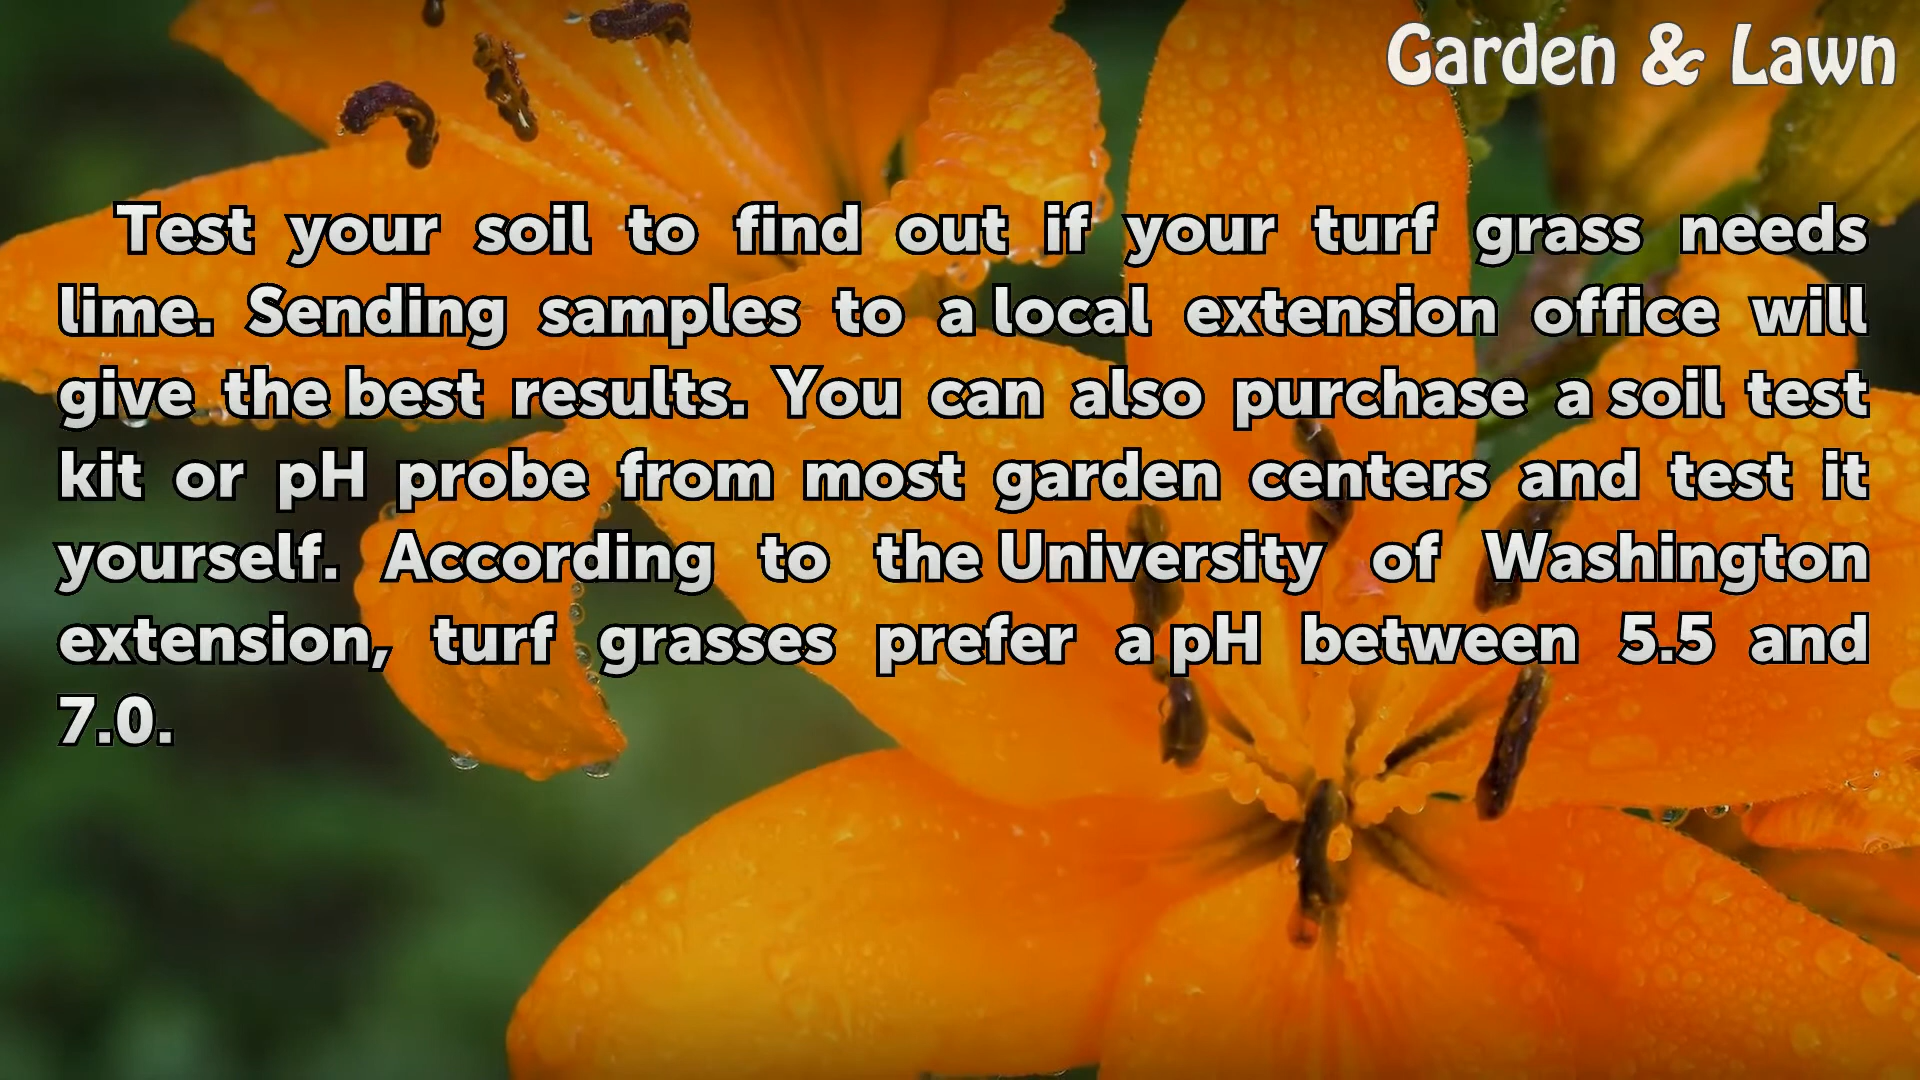 Garden & Lawn
Test your soil to find out if your turf grass needs
lime. Sending samples to a local extension office will
give the best results. You can also purchase a soil test
kit or pH probe from most garden centers and test it
yourself. According to the University of Washington
extension, turf grasses prefer a pH between 5.5 and
7.0.